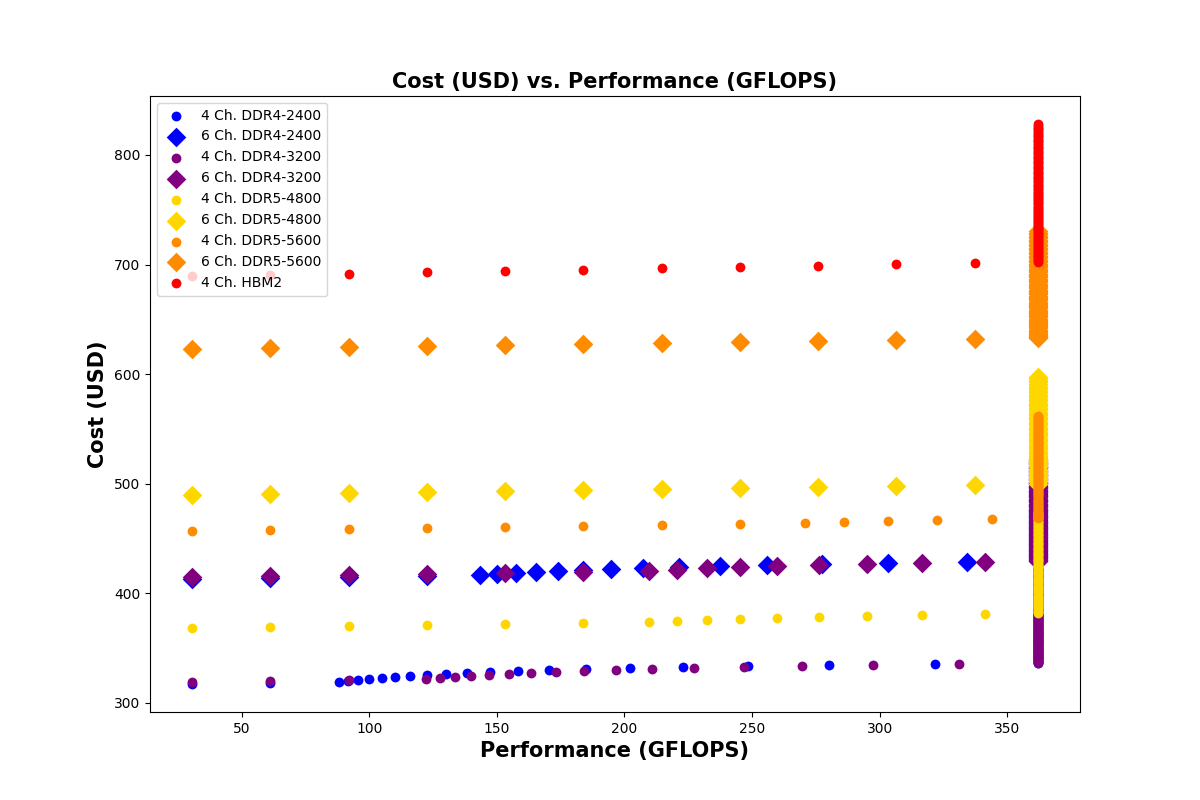 Cost (USD) vs. Performance (GFLOPS)
4 Ch. DDR4-2400
6 Ch. DDR4-2400
4 Ch. DDR4-3200
6 Ch. DDR4-3200
4 Ch. DDR5-4800
6 Ch. DDR5-4800
4 Ch. DDR5-5600
6 Ch. DDR5-5600
4 Ch. HBM2
Cost (USD)
800
700
600
500
400
300
50 100 150 200 250 300 350
Performance (GFLOPS)